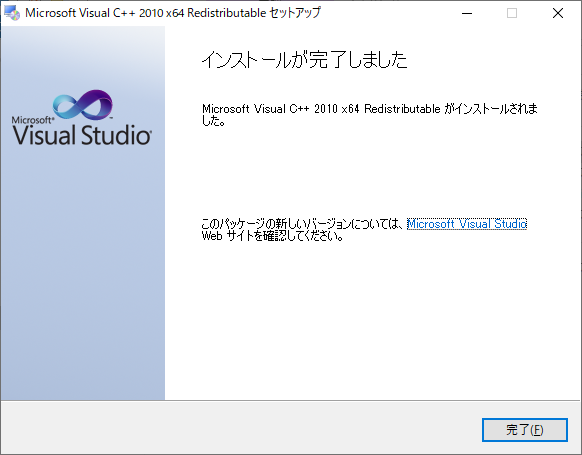 Microsoft Visual C++ 2010 x64 Redistributable セットアップ
Microsoft®
Visual Studio®
インストールが完了しました
Microsoft Visual C++ 2010 x64 Redistributable がインストールされま
した。
このパッケージの新しいバージョンについては、Microsoft Visual Studio
Web サイトを確認してください。
完了(F)